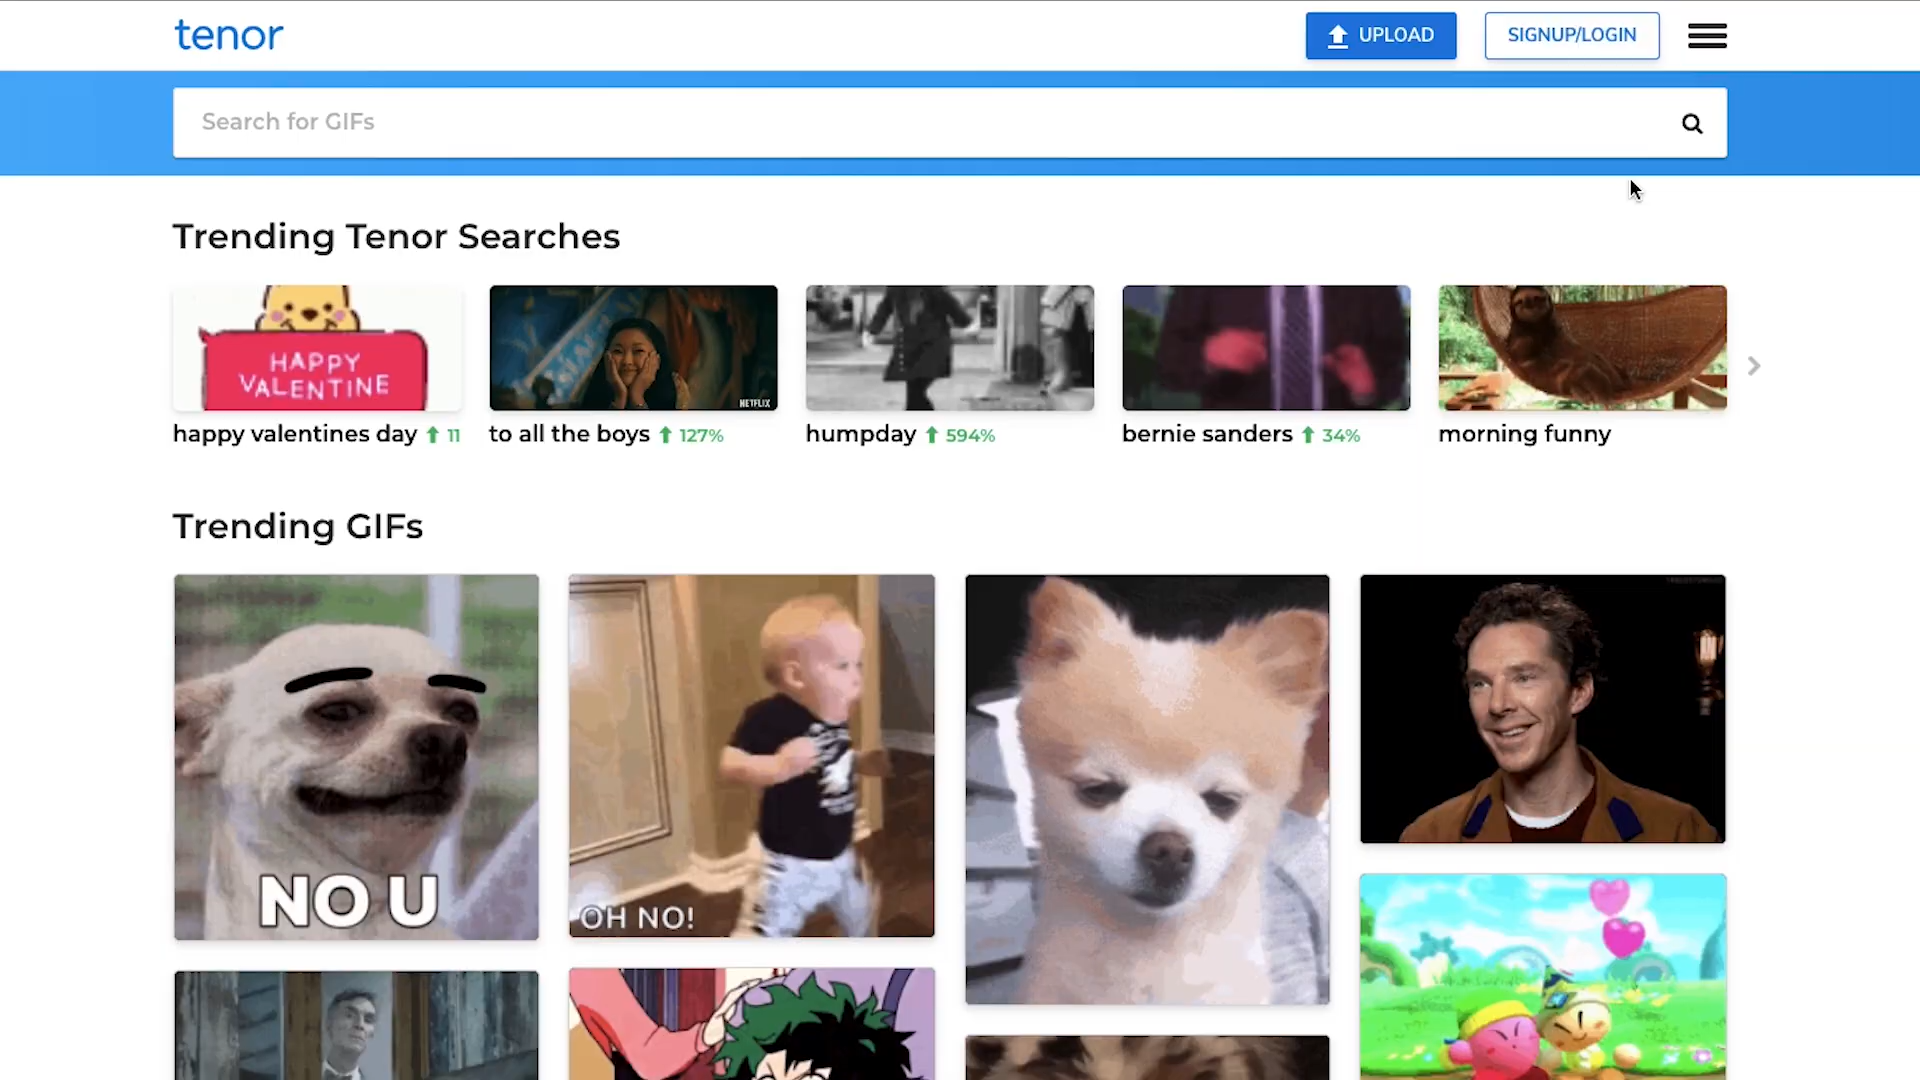 tenor
UPLOAD
SIGNUP/LOGIN
Search for GIFs
Trending Tenor Searches
HAPPY
VALENTINE
NETFLIX
happy valentines day 11
to all the boys 127%
humpday 594%
bernie sanders 34%
morning funny
Trending GIFs
NO U
OH NO!